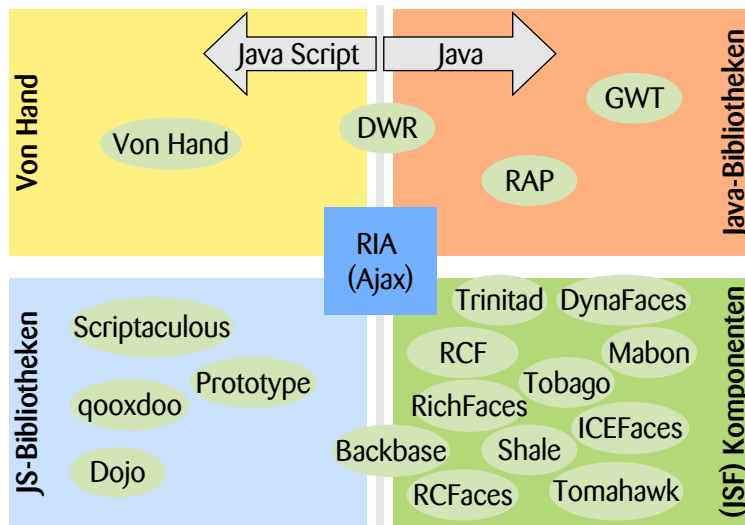 Java Script
Java
Von Hand
Von Hand
DWR
GWT
RAP
Java-Bibliotheken
RIA
(Ajax)
JS-Bibliotheken
Scriptaculous
Prototype
qooxdoo
Dojo
Backbase
Trinitad
DynaFaces
RCF
Mabon
Tobago
RichFaces
ICEFaces
Shale
RCFaces
Tomahawk
(JSF) Komponenten